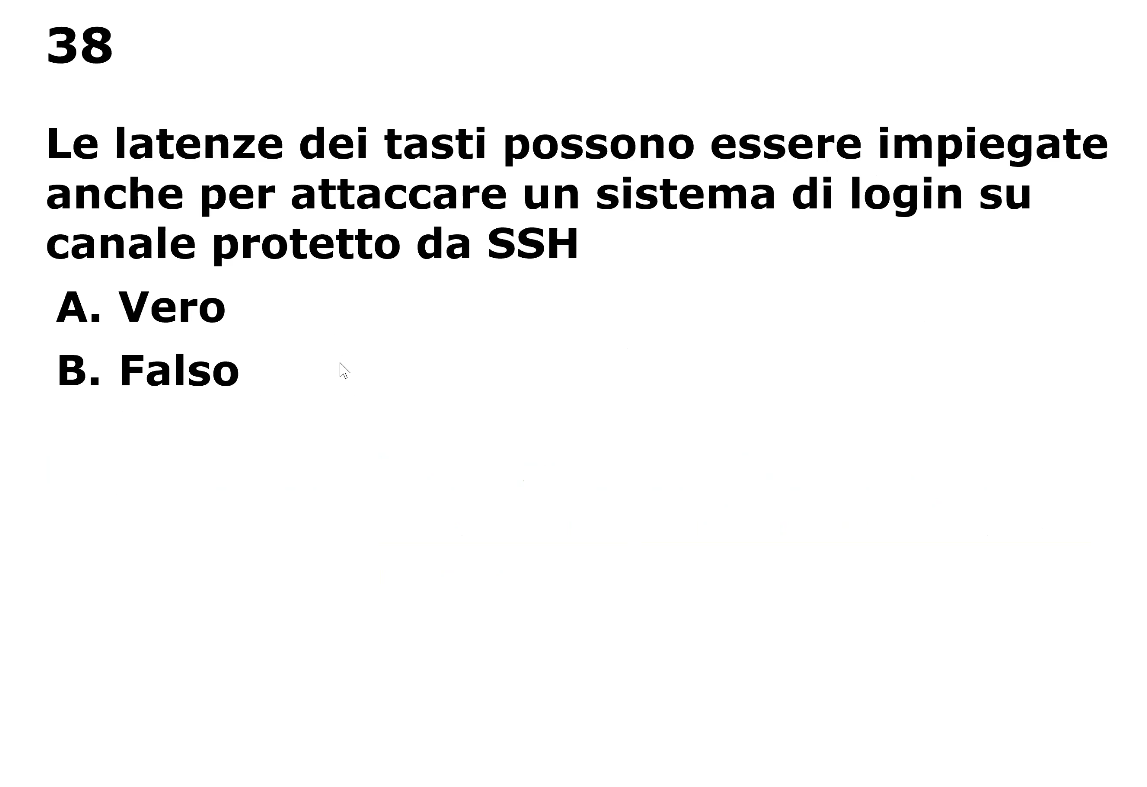 38
Le latenze dei tasti possono essere impiegate
anche per attaccare un sistema di login su
canale protetto da SSH
A. Vero
B. Falso